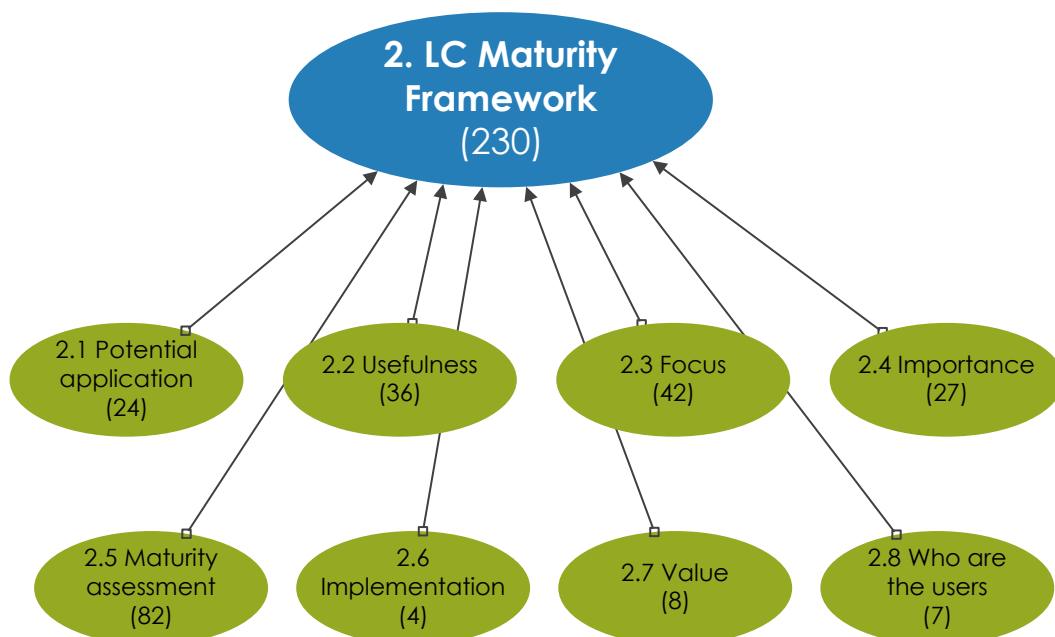 2. LC Maturity
Framework
(230)
2.1 Potential
application
(24)
2.2 Usefulness
(36)
2.3 Focus
(42)
2.4 Importance
(27)
2.5 Maturity
assessment
(82)
2.6
Implementation
(4)
2.7 Value
(8)
2.8 Who are
the users
(7)